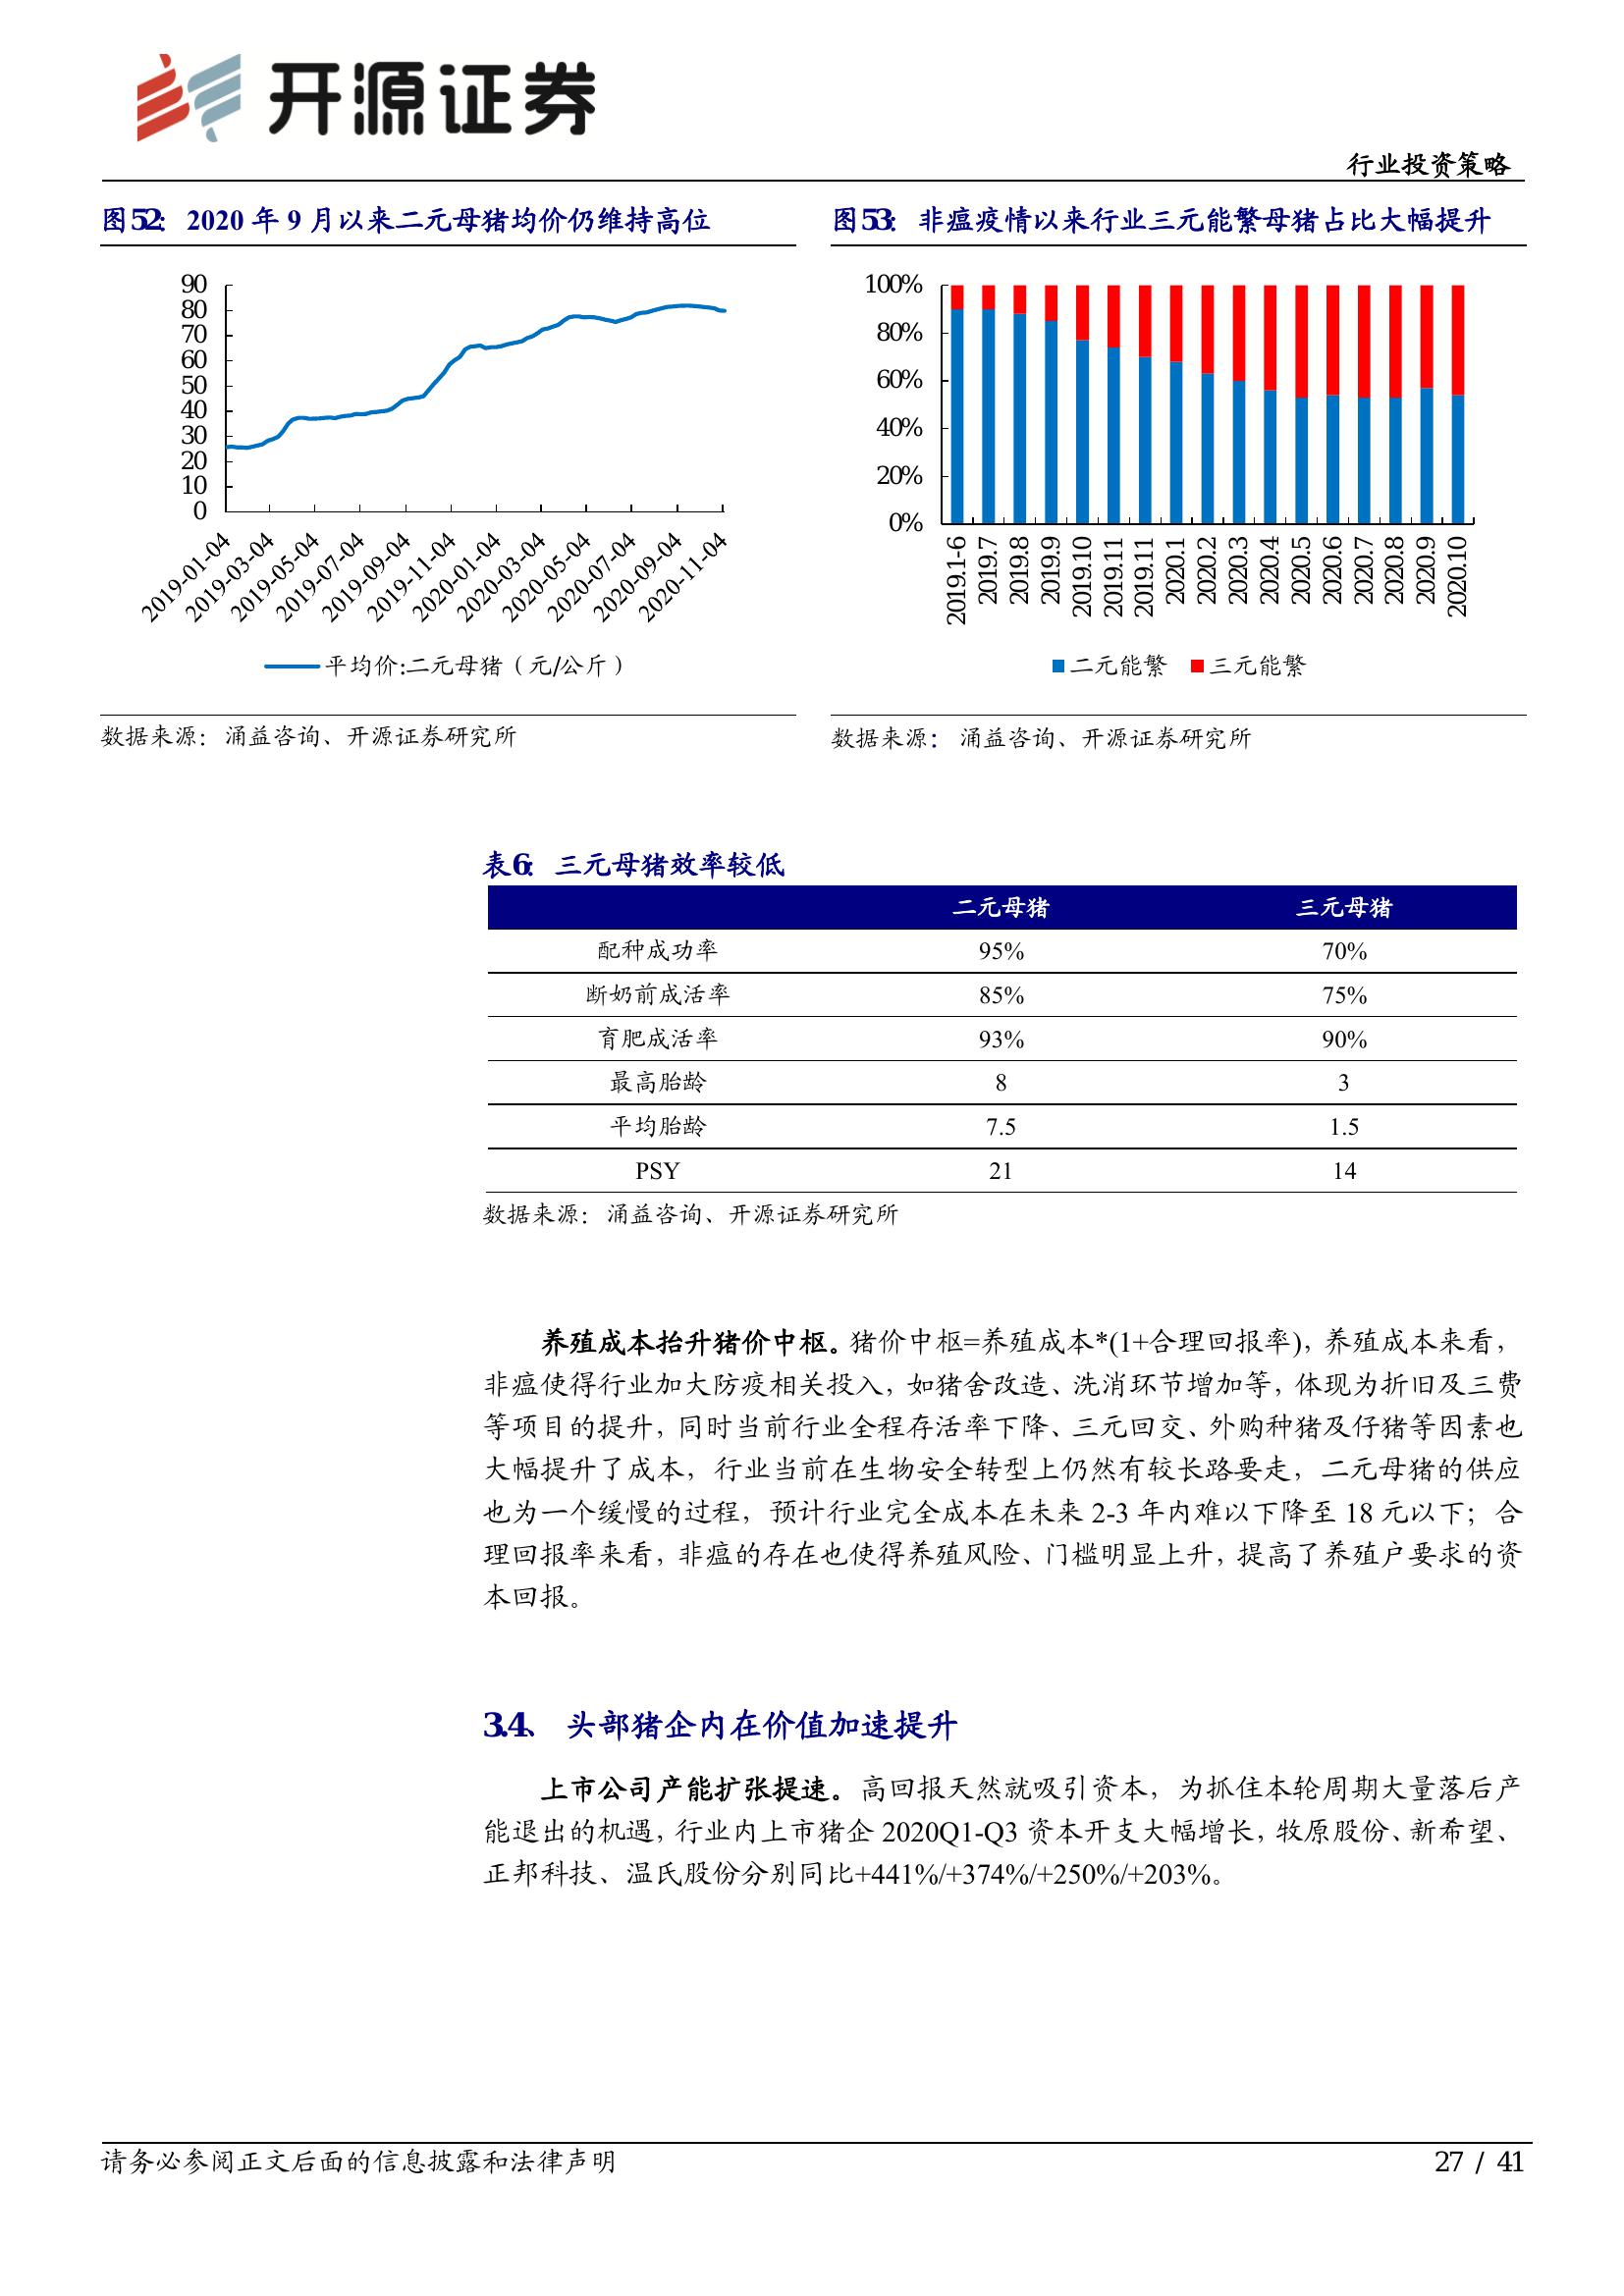 开源证券
行业投资策略
图52： 2020 年 9 月以来二元母猪均价仍维持高位
90
80
70
60
50
40
30
20
10
0
2019-01-04
2019-03-04
2019-05-04
2019-07-04
2019-09-04
2019-11-04
2020-01-04
2020-03-04
2020-05-04
2020-07-04
2020-09-04
2020-11-04
平均价:二元母猪（元/公斤）
数据来源：涌益咨询、开源证券研究所
图53： 非瘟疫情以来行业三元能繁母猪占比大幅提升
100%
80%
60%
40%
20%
0%
2019.1-6
2019.7
2019.8
2019.9
2019.10
2019.11
2019.11
2020.1
2020.2
2020.3
2020.4
2020.5
2020.6
2020.7
2020.8
2020.9
2020.10
二元能繁 三元能繁
数据来源：涌益咨询、开源证券研究所
表6： 三元母猪效率较低
二元母猪 三元母猪
配种成功率 95% 70%
断奶前成活率 85% 75%
育肥成活率 93% 90%
最高胎龄 8 3
平均胎龄 7.5 1.5
PSY 21 14
数据来源：涌益咨询、开源证券研究所
养殖成本抬升猪价中枢。猪价中枢=养殖成本*(1+合理回报率)，养殖成本来看，
非瘟使得行业加大防疫相关投入，如猪舍改造、洗消环节增加等，体现为折旧及三费
等项目的提升，同时当前行业全程存活率下降、三元回交、外购种猪及仔猪等因素也
大幅提升了成本，行业当前在生物安全转型上仍然有较长路要走，二元母猪的供应
也为一个缓慢的过程，预计行业完全成本在未来 2-3 年内难以下降至 18 元以下；合
理回报率来看，非瘟的存在也使得养殖风险、门槛明显上升，提高了养殖户要求的资
本回报。
3.4、 头部猪企内在价值加速提升
上市公司产能扩张提速。高回报天然就吸引资本，为抓住本轮周期大量落后产
能退出的机遇，行业内上市猪企 2020Q1-Q3 资本开支大幅增长，牧原股份、新希望、
正邦科技、温氏股份分别同比+441%/+374%/+250%/+203%。
请务必参阅正文后面的信息披露和法律声明
27 / 41